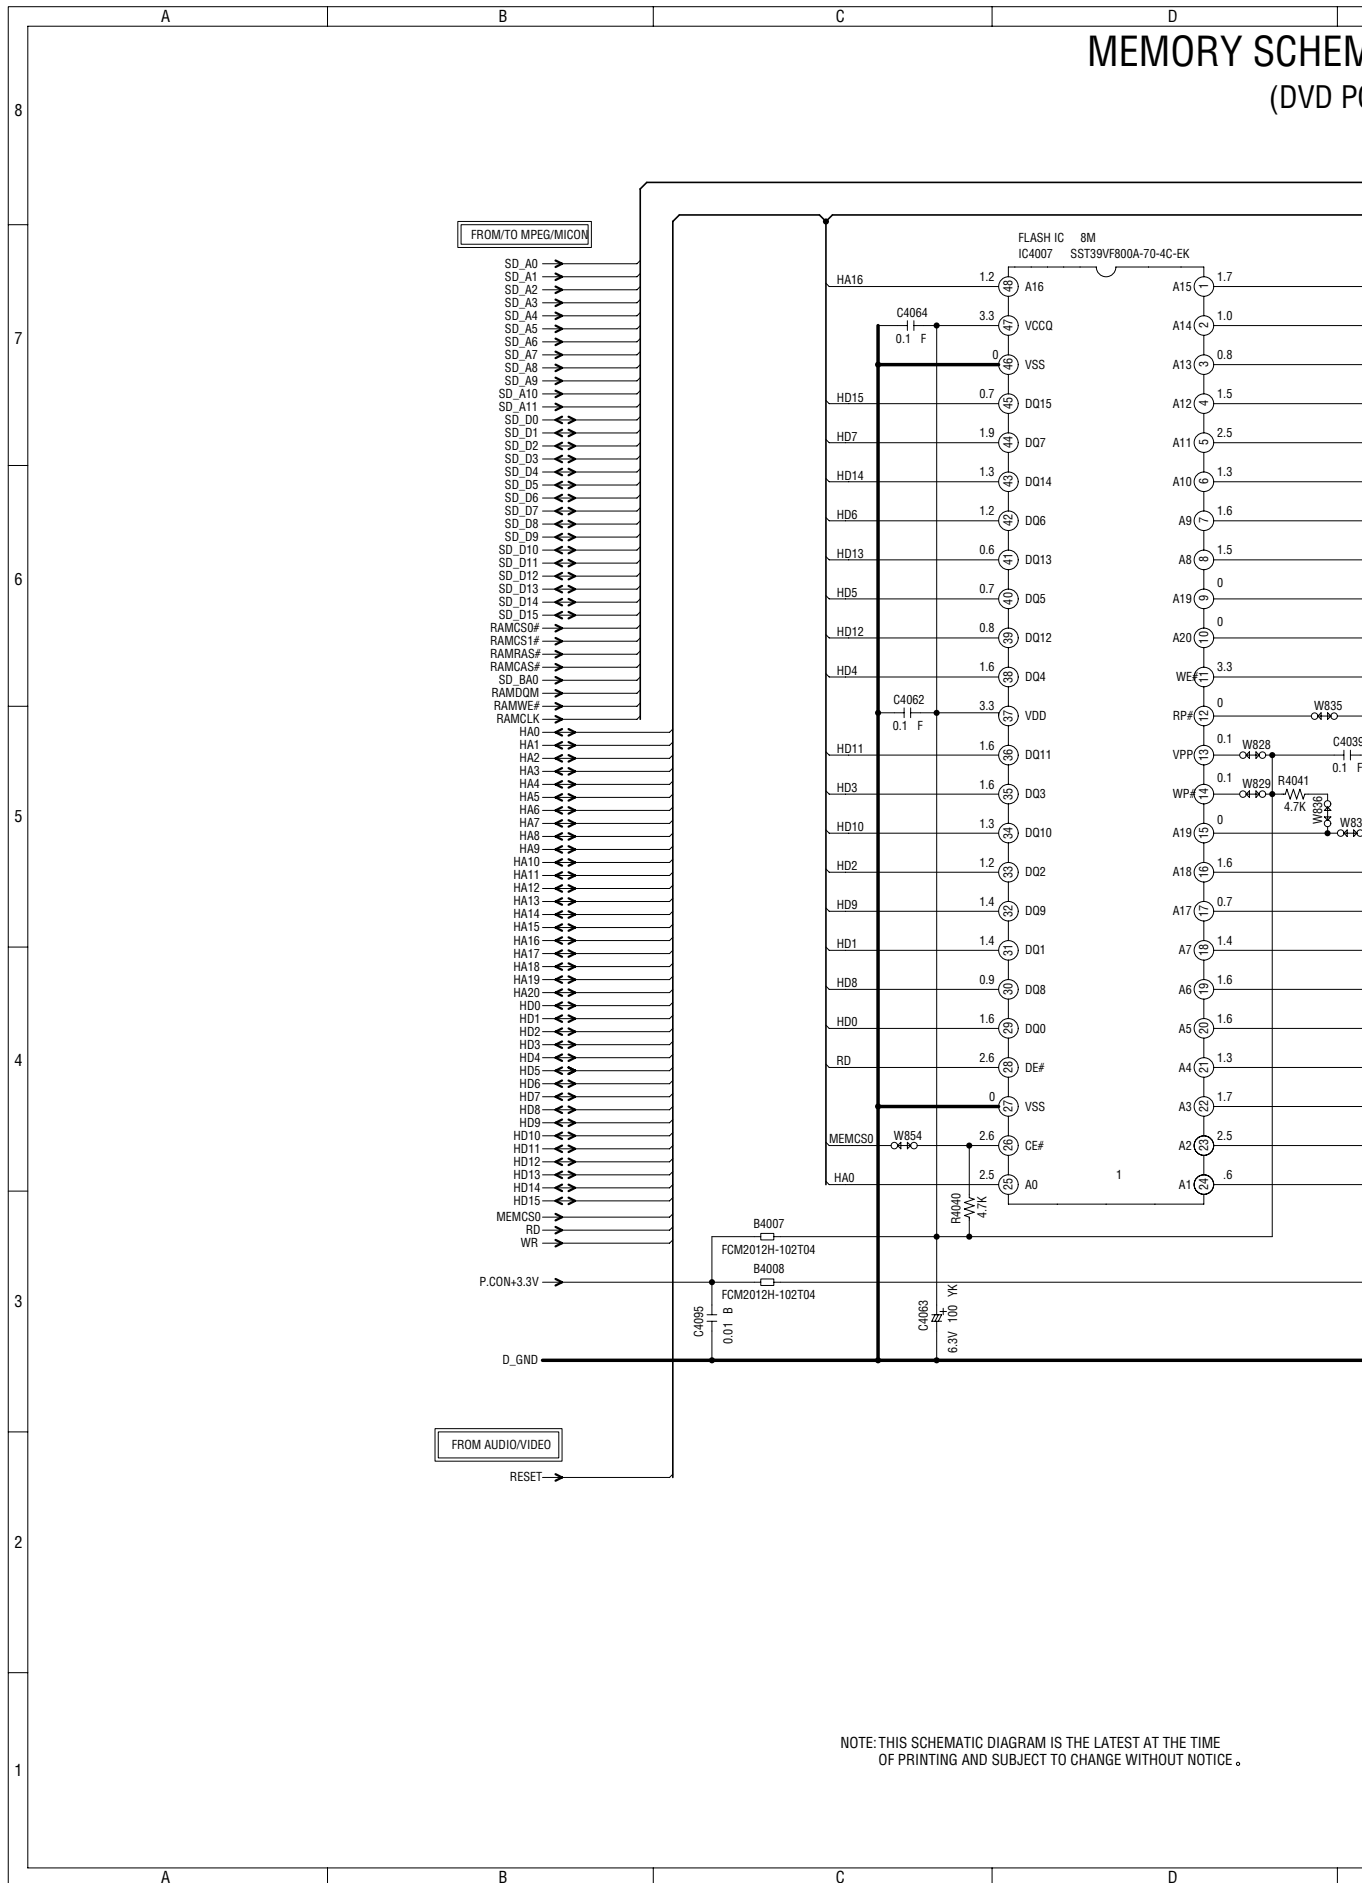 A B C D
MEMORY SCHEM
(DVD P
8
7
6
5
4
3
2
1
FROM/TO MPEG/MICON
SD_A0
SD_A1
SD_A2
SD_A3
SD_A4
SD_A5
SD_A6
SD_A7
SD_A8
SD_A9
SD_A10
SD_A11
SD_D0
SD_D1
SD_D2
SD_D3
SD_D4
SD_D5
SD_D6
SD_D7
SD_D8
SD_D9
SD_D10
SD_D11
SD_D12
SD_D13
SD_D14
SD_D15
RAMCS0#
RAMCS1#
RAMRAS#
RAMCAS#
SD_BA0
RAMDQM
RAMWE#
RAMCLK
HA0
HA1
HA2
HA3
HA4
HA5
HA6
HA7
HA8
HA9
HA10
HA11
HA12
HA13
HA14
HA15
HA16
HA17
HA18
HA19
HA20
HD0
HD1
HD2
HD3
HD4
HD5
HD6
HD7
HD8
HD9
HD10
HD11
HD12
HD13
HD14
HD15
MEMCS0
RD
WR
P.CON+3.3V
D_GND
FROM AUDIO/VIDEO
RESET
FLASH IC 8M
IC4007 SST39VF800A-70-4C-EK
HA16 1.2 48 A16 A15 1 1.7
C4064
0.1 F
3.3 47 VCCQ A14 2 1.0
0 46 VSS A13 3 0.8
HD15 0.7 45 DQ15 A12 4 1.5
HD7 1.9 44 DQ7 A11 5 2.5
HD14 1.3 43 DQ14 A10 6 1.3
HD6 1.2 42 DQ6 A9 7 1.6
HD13 0.6 41 DQ13 A8 8 1.5
HD5 0.7 40 DQ5 A19 9 0
HD12 0.8 39 DQ12 A20 10 0
HD4 1.6 38 DQ4 WE# 11 3.3
C4062
0.1 F
3.3 37 VDD RP# 12 0 W835
HD11 1.6 36 DQ11 VPP 13 0.1 W828 C4039
0.1 F
HD3 1.6 35 DQ3 WP# 14 0.1 W829 R4041
4.7K
W836
HD10 1.3 34 DQ10 A19 15 0 W83
HD2 1.2 33 DQ2 A18 16 1.6
HD9 1.4 32 DQ9 A17 17 0.7
HD1 1.4 31 DQ1 A7 18 1.4
HD8 0.9 30 DQ8 A6 19 1.6
HD0 1.6 29 DQ0 A5 20 1.6
RD 2.6 28 DE# A4 21 1.3
0 27 VSS A3 22 1.7
MEMCS0 W854 2.6 26 CE# A2 23 2.5
HA0 2.5 25 A0 1 A1 24 .6
R4040
4.7K
B4007
FCM2012H-102T04
B4008
FCM2012H-102T04
C4095
0.01 B
C4063
6.3V 100 YK
+
NOTE: THIS SCHEMATIC DIAGRAM IS THE LATEST AT THE TIME
OF PRINTING AND SUBJECT TO CHANGE WITHOUT NOTICE 。
A B C D